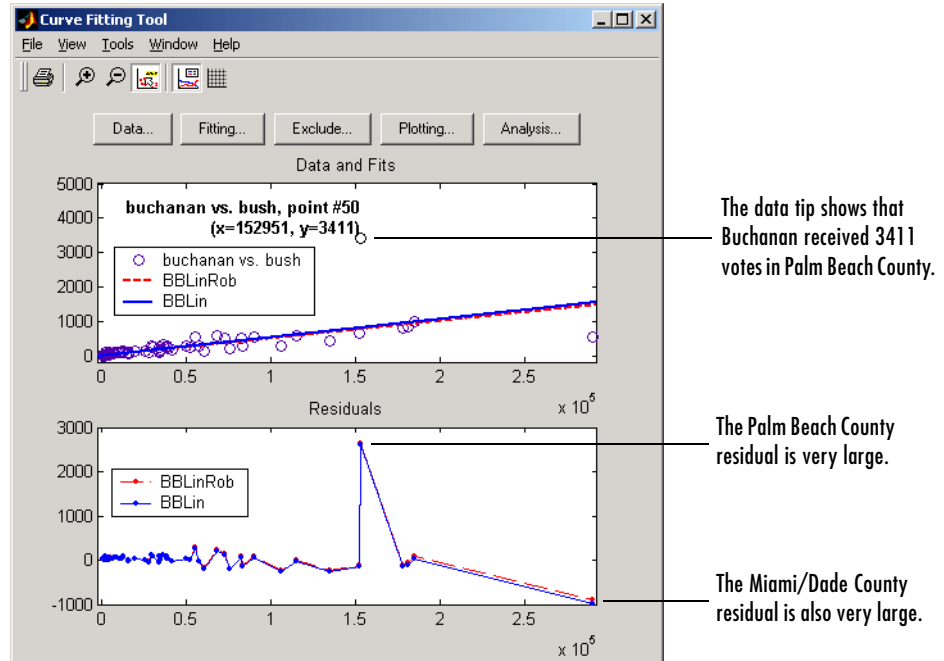 Curve Fitting Tool
File View Tools Window Help
Data... Fitting... Exclude... Plotting... Analysis...
Data and Fits
5000
4000
3000
2000
1000
0
buchanan vs. bush, point #50
(x=152951, y=3411)
buchanan vs. bush
BBLinRob
BBLin
0 0.5 1 1.5 2 2.5
x 10^5
The data tip shows that
Buchanan received 3411
votes in Palm Beach County.
Residuals
3000
2000
1000
0
-1000
BBLinRob
BBLin
0 0.5 1 1.5 2 2.5
x 10^5
The Palm Beach County
residual is very large.
The Miami/Dade County
residual is also very large.